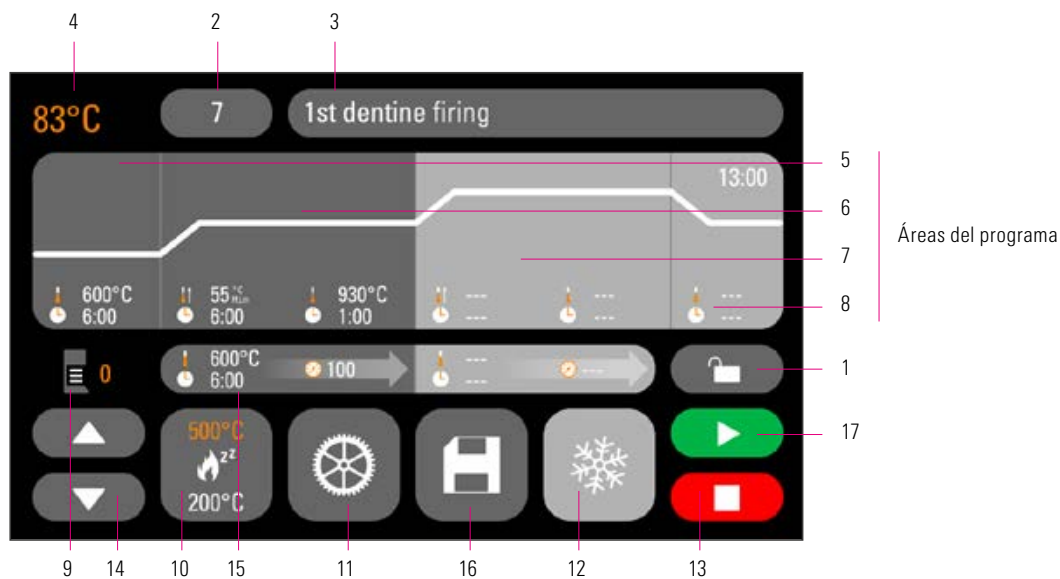 4 2 3
83°C 7 1st dentine firing
5
13:00
6
Áreas del programa
7
600°C 55 °C/Min 930°C --- --- ---
6:00 6:00 1:00 --- --- ---
8
600°C 100 --- ---
6:00 ---
0
1
500°C
zz
200°C
17
9 14 10 15 11 16 12 13